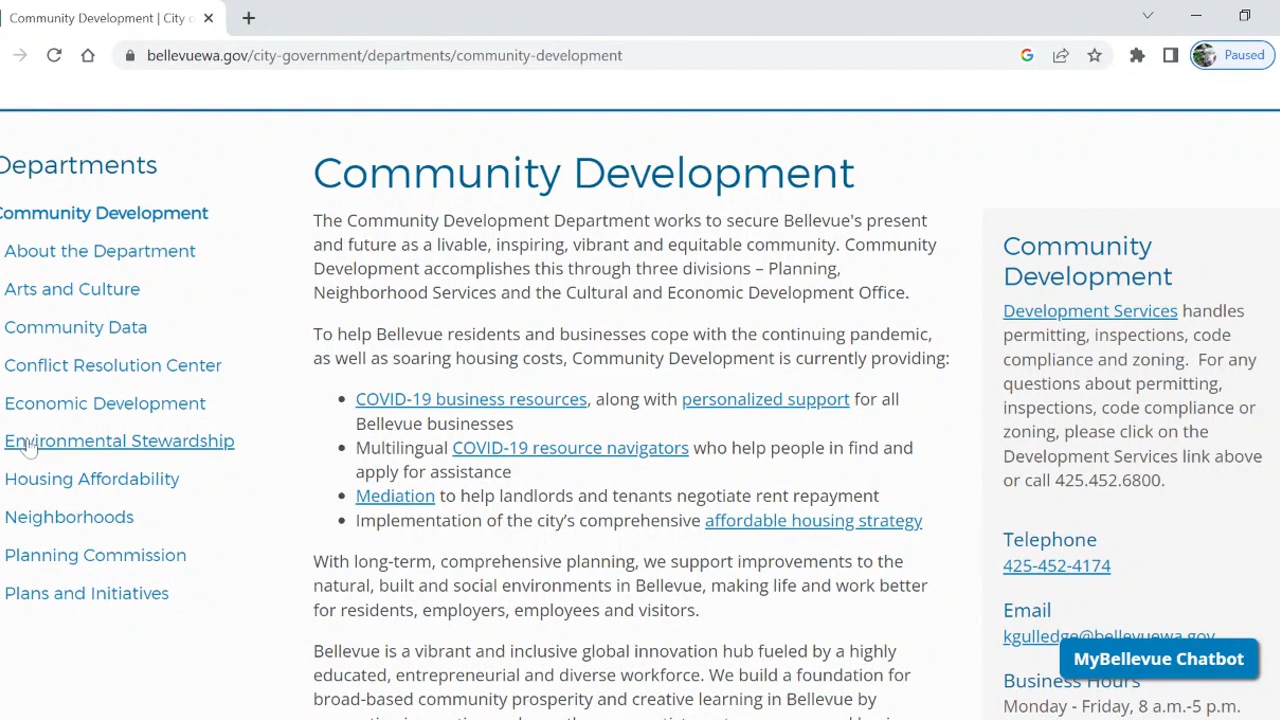 Community Development | City o
bellevuewa.gov/city-government/departments/community-development
Paused
Departments
Community Development
About the Department
Arts and Culture
Community Data
Conflict Resolution Center
Economic Development
Environmental Stewardship
Housing Affordability
Neighborhoods
Planning Commission
Plans and Initiatives
Community Development
The Community Development Department works to secure Bellevue's present
and future as a livable, inspiring, vibrant and equitable community. Community
Development accomplishes this through three divisions – Planning,
Neighborhood Services and the Cultural and Economic Development Office.
To help Bellevue residents and businesses cope with the continuing pandemic,
as well as soaring housing costs, Community Development is currently providing:
• COVID-19 business resources, along with personalized support for all
Bellevue businesses
• Multilingual COVID-19 resource navigators who help people in find and
apply for assistance
• Mediation to help landlords and tenants negotiate rent repayment
• Implementation of the city's comprehensive affordable housing strategy
With long-term, comprehensive planning, we support improvements to the
natural, built and social environments in Bellevue, making life and work better
for residents, employers, employees and visitors.
Bellevue is a vibrant and inclusive global innovation hub fueled by a highly
educated, entrepreneurial and diverse workforce. We build a foundation for
broad-based community prosperity and creative learning in Bellevue by
Community
Development
Development Services handles
permitting, inspections, code
compliance and zoning. For any
questions about permitting,
inspections, code compliance or
zoning, please click on the
Development Services link above
or call 425.452.6800.
Telephone
425-452-4174
Email
kgulledge@bellevuewa.gov
MyBellevue Chatbot
Business Hours
Monday - Friday, 8 a.m.-5 p.m.